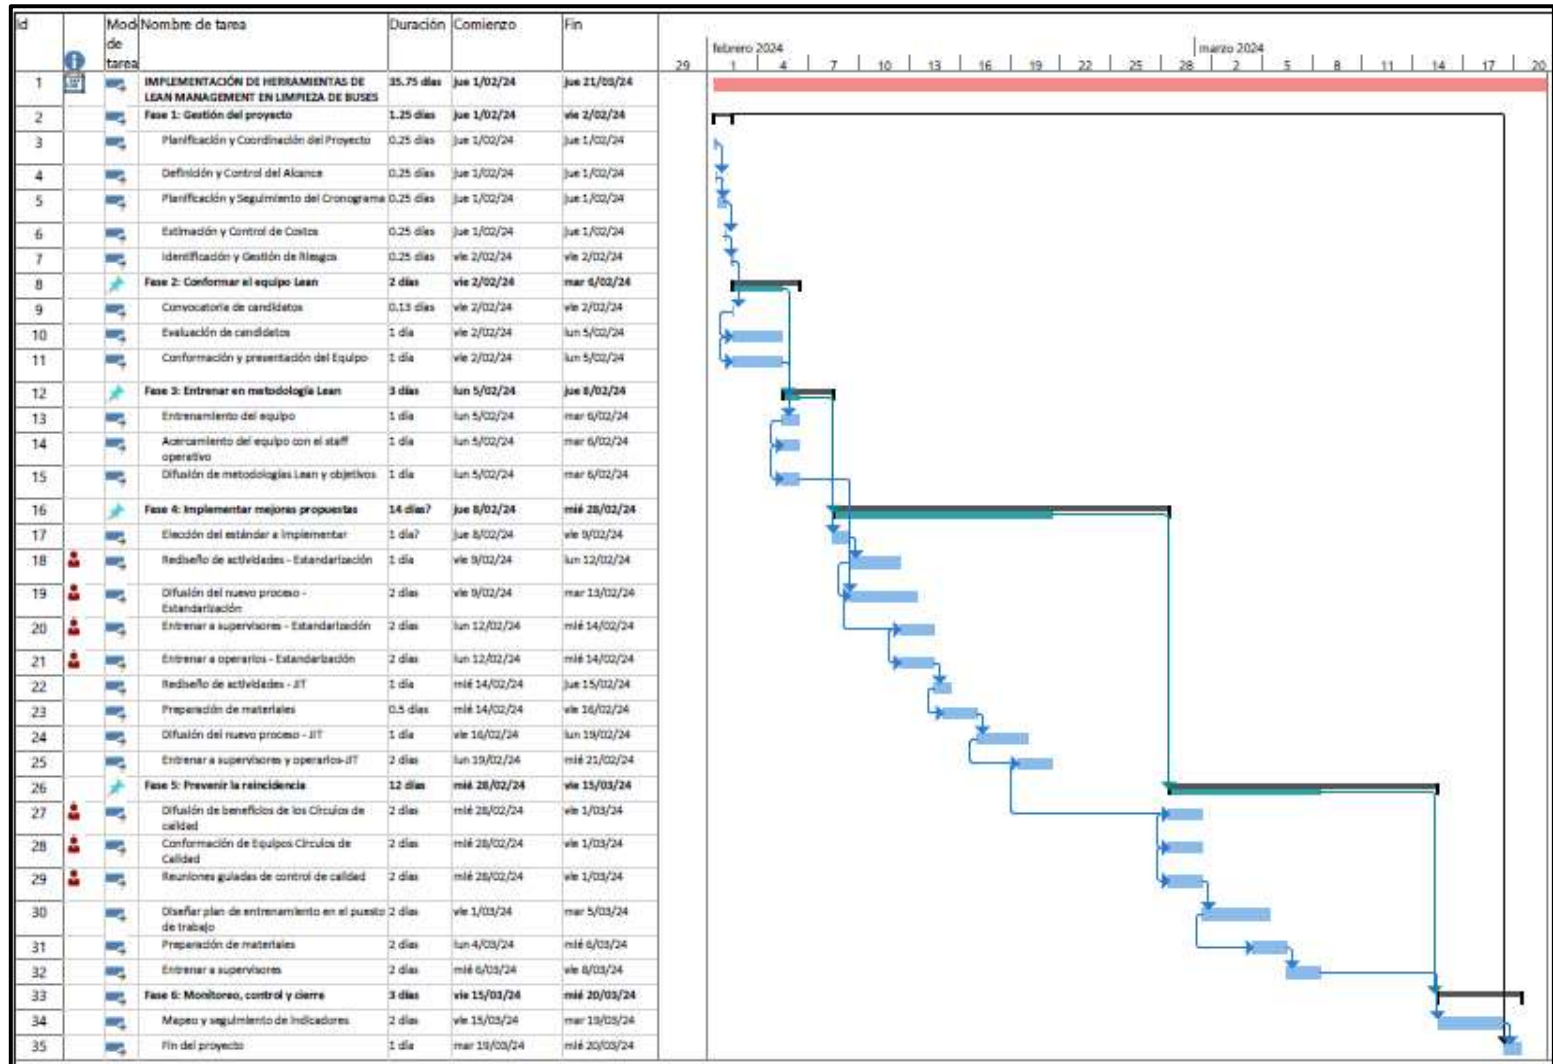 Id Modo de tarea Nombre de tarea Duración Comienzo Fin
febrero 2024 marzo 2024
29 1 4 7 10 13 16 19 22 25 28 2 5 8 11 14 17 20
1 IMPLEMENTACIÓN DE HERRAMIENTAS DE 35.75 días jue 1/02/24 jue 21/03/24
LEAN MANAGEMENT EN LIMPIEZA DE BUSES
2 Fase 1: Gestión del proyecto 1.25 días jue 1/02/24 vie 2/02/24
3 Planificación y Coordinación del Proyecto 0.25 días jue 1/02/24 jue 1/02/24
4 Definición y Control del Alcance 0.25 días jue 1/02/24 jue 1/02/24
5 Planificación y Seguimiento del Cronograma 0.25 días jue 1/02/24 jue 1/02/24
6 Estimación y Control de Costos 0.25 días jue 1/02/24 jue 1/02/24
7 Identificación y Gestión de Riesgos 0.25 días vie 2/02/24 vie 2/02/24
8 Fase 2: Conformar el equipo Lean 2 días vie 2/02/24 mar 6/02/24
9 Convocatoria de candidatos 0.13 días vie 2/02/24 vie 2/02/24
10 Evaluación de candidatos 1 día vie 2/02/24 lun 5/02/24
11 Conformación y presentación del Equipo 1 día vie 2/02/24 lun 5/02/24
12 Fase 3: Entrenar en metodología Lean 3 días lun 5/02/24 jue 8/02/24
13 Entrenamiento del equipo 1 día lun 5/02/24 mar 6/02/24
14 Acercamiento del equipo con el staff 1 día lun 5/02/24 mar 6/02/24
operativo
15 Difusión de metodologías Lean y objetivos 1 día lun 5/02/24 mar 6/02/24
16 Fase 4: Implementar mejoras propuestas 14 días? jue 8/02/24 mié 28/02/24
17 Elección del estándar a implementar 1 día? jue 8/02/24 vie 9/02/24
18 Rediseño de actividades - Estandarización 1 día vie 9/02/24 lun 12/02/24
19 Difusión del nuevo proceso - 2 días vie 9/02/24 mar 13/02/24
Estandarización
20 Entrenar a supervisores - Estandarización 2 días lun 12/02/24 mié 14/02/24
21 Entrenar a operarios - Estandarización 2 días lun 12/02/24 mié 14/02/24
22 Rediseño de actividades - JIT 1 día mié 14/02/24 jue 15/02/24
23 Preparación de materiales 0.5 días mié 14/02/24 vie 16/02/24
24 Difusión del nuevo proceso - JIT 1 día vie 16/02/24 lun 19/02/24
25 Entrenar a supervisores y operarios-JIT 2 días lun 19/02/24 mié 21/02/24
26 Fase 5: Prevenir la reincidencia 12 días mié 28/02/24 vie 15/03/24
27 Difusión de beneficios de los Círculos de 2 días mié 28/02/24 vie 1/03/24
calidad
28 Conformación de Equipos Círculos de 2 días mié 28/02/24 vie 1/03/24
Calidad
29 Reuniones guiadas de control de calidad 2 días mié 28/02/24 vie 1/03/24
30 Diseñar plan de entrenamiento en el puesto 2 días vie 1/03/24 mar 5/03/24
de trabajo
31 Preparación de materiales 2 días lun 4/03/24 mié 6/03/24
32 Entrenar a supervisores 2 días mié 6/03/24 vie 8/03/24
33 Fase 6: Monitoreo, control y cierre 3 días vie 15/03/24 mié 20/03/24
34 Mapeo y seguimiento de indicadores 2 días vie 15/03/24 mar 19/03/24
35 Fin del proyecto 1 día mar 19/03/24 mié 20/03/24